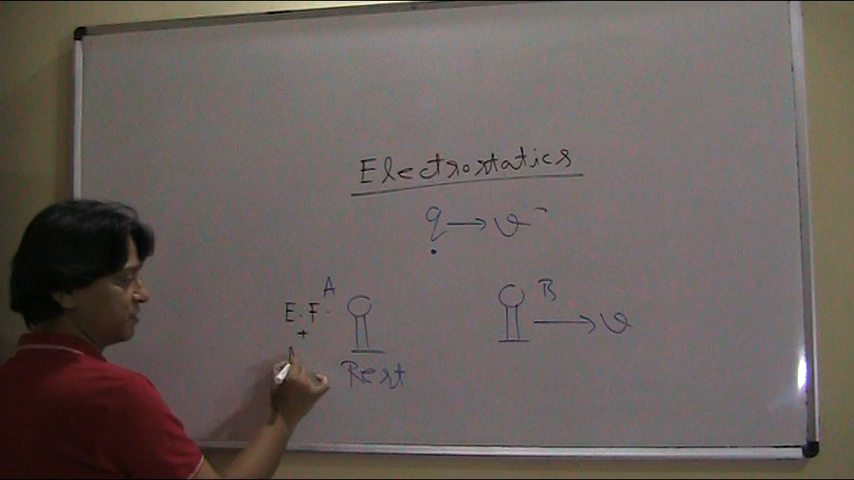 Electrostatics
q → v
A
E.F.
+
B
→ v
Rest